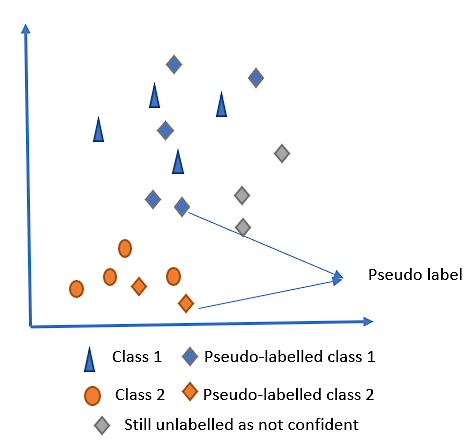 Pseudo label
Class 1
Pseudo-labelled class 1
Class 2
Pseudo-labelled class 2
Still unlabelled as not confident